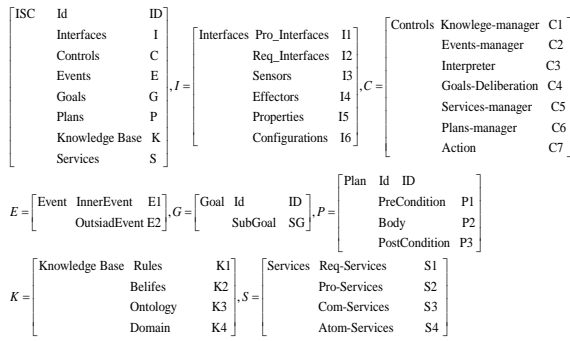 ISC Id ID
Interfaces I
Controls C
Events E
Goals G
Plans P
Knowledge Base K
Services S
, I =
Interfaces Pro_Interfaces I1
Req_Interfaces I2
Sensors I3
Effectors I4
Properties I5
Configurations I6
, C =
Controls Knowlege-manager C1
Events-manager C2
Interpreter C3
Goals-Deliberation C4
Services-manager C5
Plans-manager C6
Action C7
E =
Event InnerEvent E1
OutsiadEvent E2
, G =
Goal Id ID
SubGoal SG
, P =
Plan Id ID
PreCondition P1
Body P2
PostCondition P3
K =
Knowledge Base Rules K1
Belifes K2
Ontology K3
Domain K4
, S =
Services Req-Services S1
Pro-Services S2
Com-Services S3
Atom-Services S4